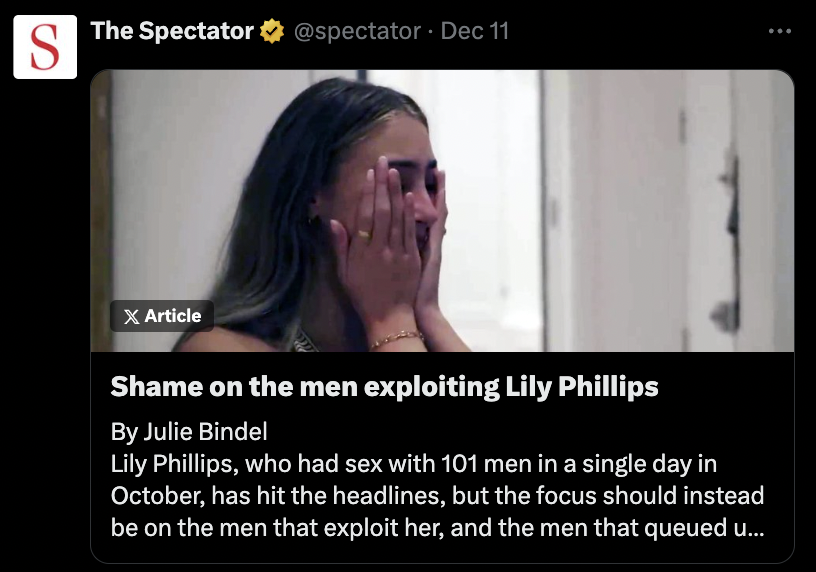 S
The Spectator @spectator · Dec 11
X Article
Shame on the men exploiting Lily Phillips
By Julie Bindel
Lily Phillips, who had sex with 101 men in a single day in
October, has hit the headlines, but the focus should instead
be on the men that exploit her, and the men that queued u...